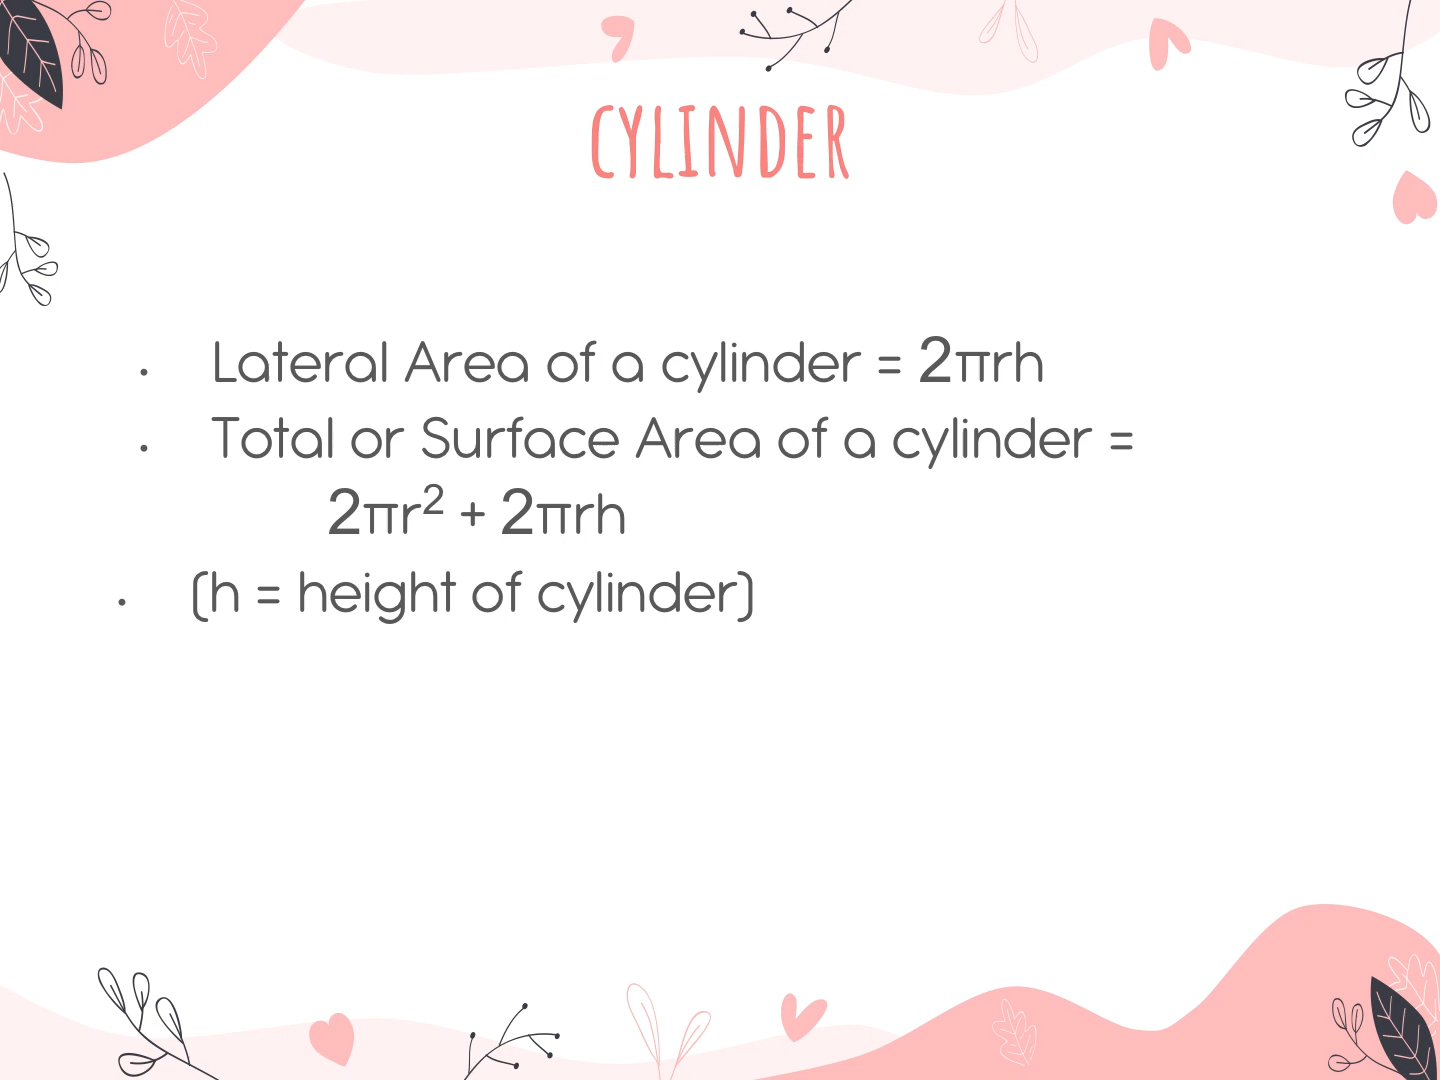 CYLINDER
• Lateral Area of a cylinder = 2πrh
• Total or Surface Area of a cylinder =
2πr² + 2πrh
• (h = height of cylinder)